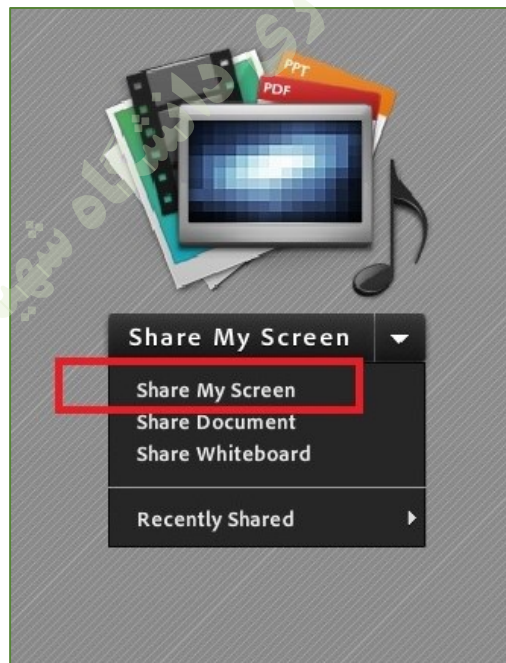 PPT
PDF
Share My Screen
Share My Screen
Share Document
Share Whiteboard
Recently Shared